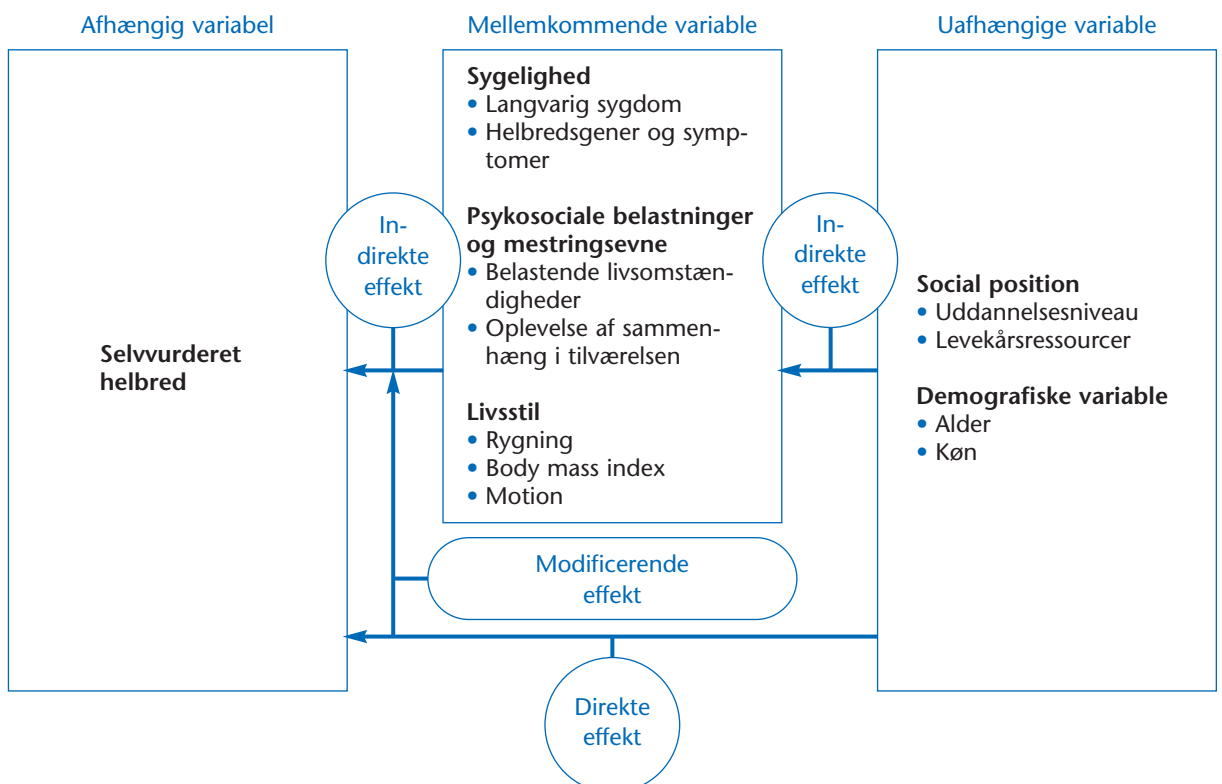 Afhængig variabel
Mellemkommende variable
Uafhængige variable
Selvvurderet
helbred
In-
direkte
effekt
Sygelighed
• Langvarig sygdom
• Helbredsgener og symp-
tomer
Psykosociale belastninger
og mestringsevne
• Belastende livsomstæn-
digheder
• Oplevelse af sammen-
hæng i tilværelsen
Livsstil
• Rygning
• Body mass index
• Motion
In-
direkte
effekt
Social position
• Uddannelsesniveau
• Levekårsressourcer
Demografiske variable
• Alder
• Køn
Modificerende
effekt
Direkte
effekt